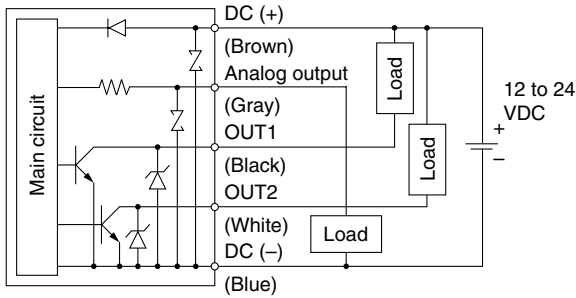 DC (+)
(Brown)
Analog output
(Gray)
OUT1
(Black)
OUT2
(White)
DC (–)
(Blue)
Main circuit
Load
Load
Load
12 to 24
VDC
+
–